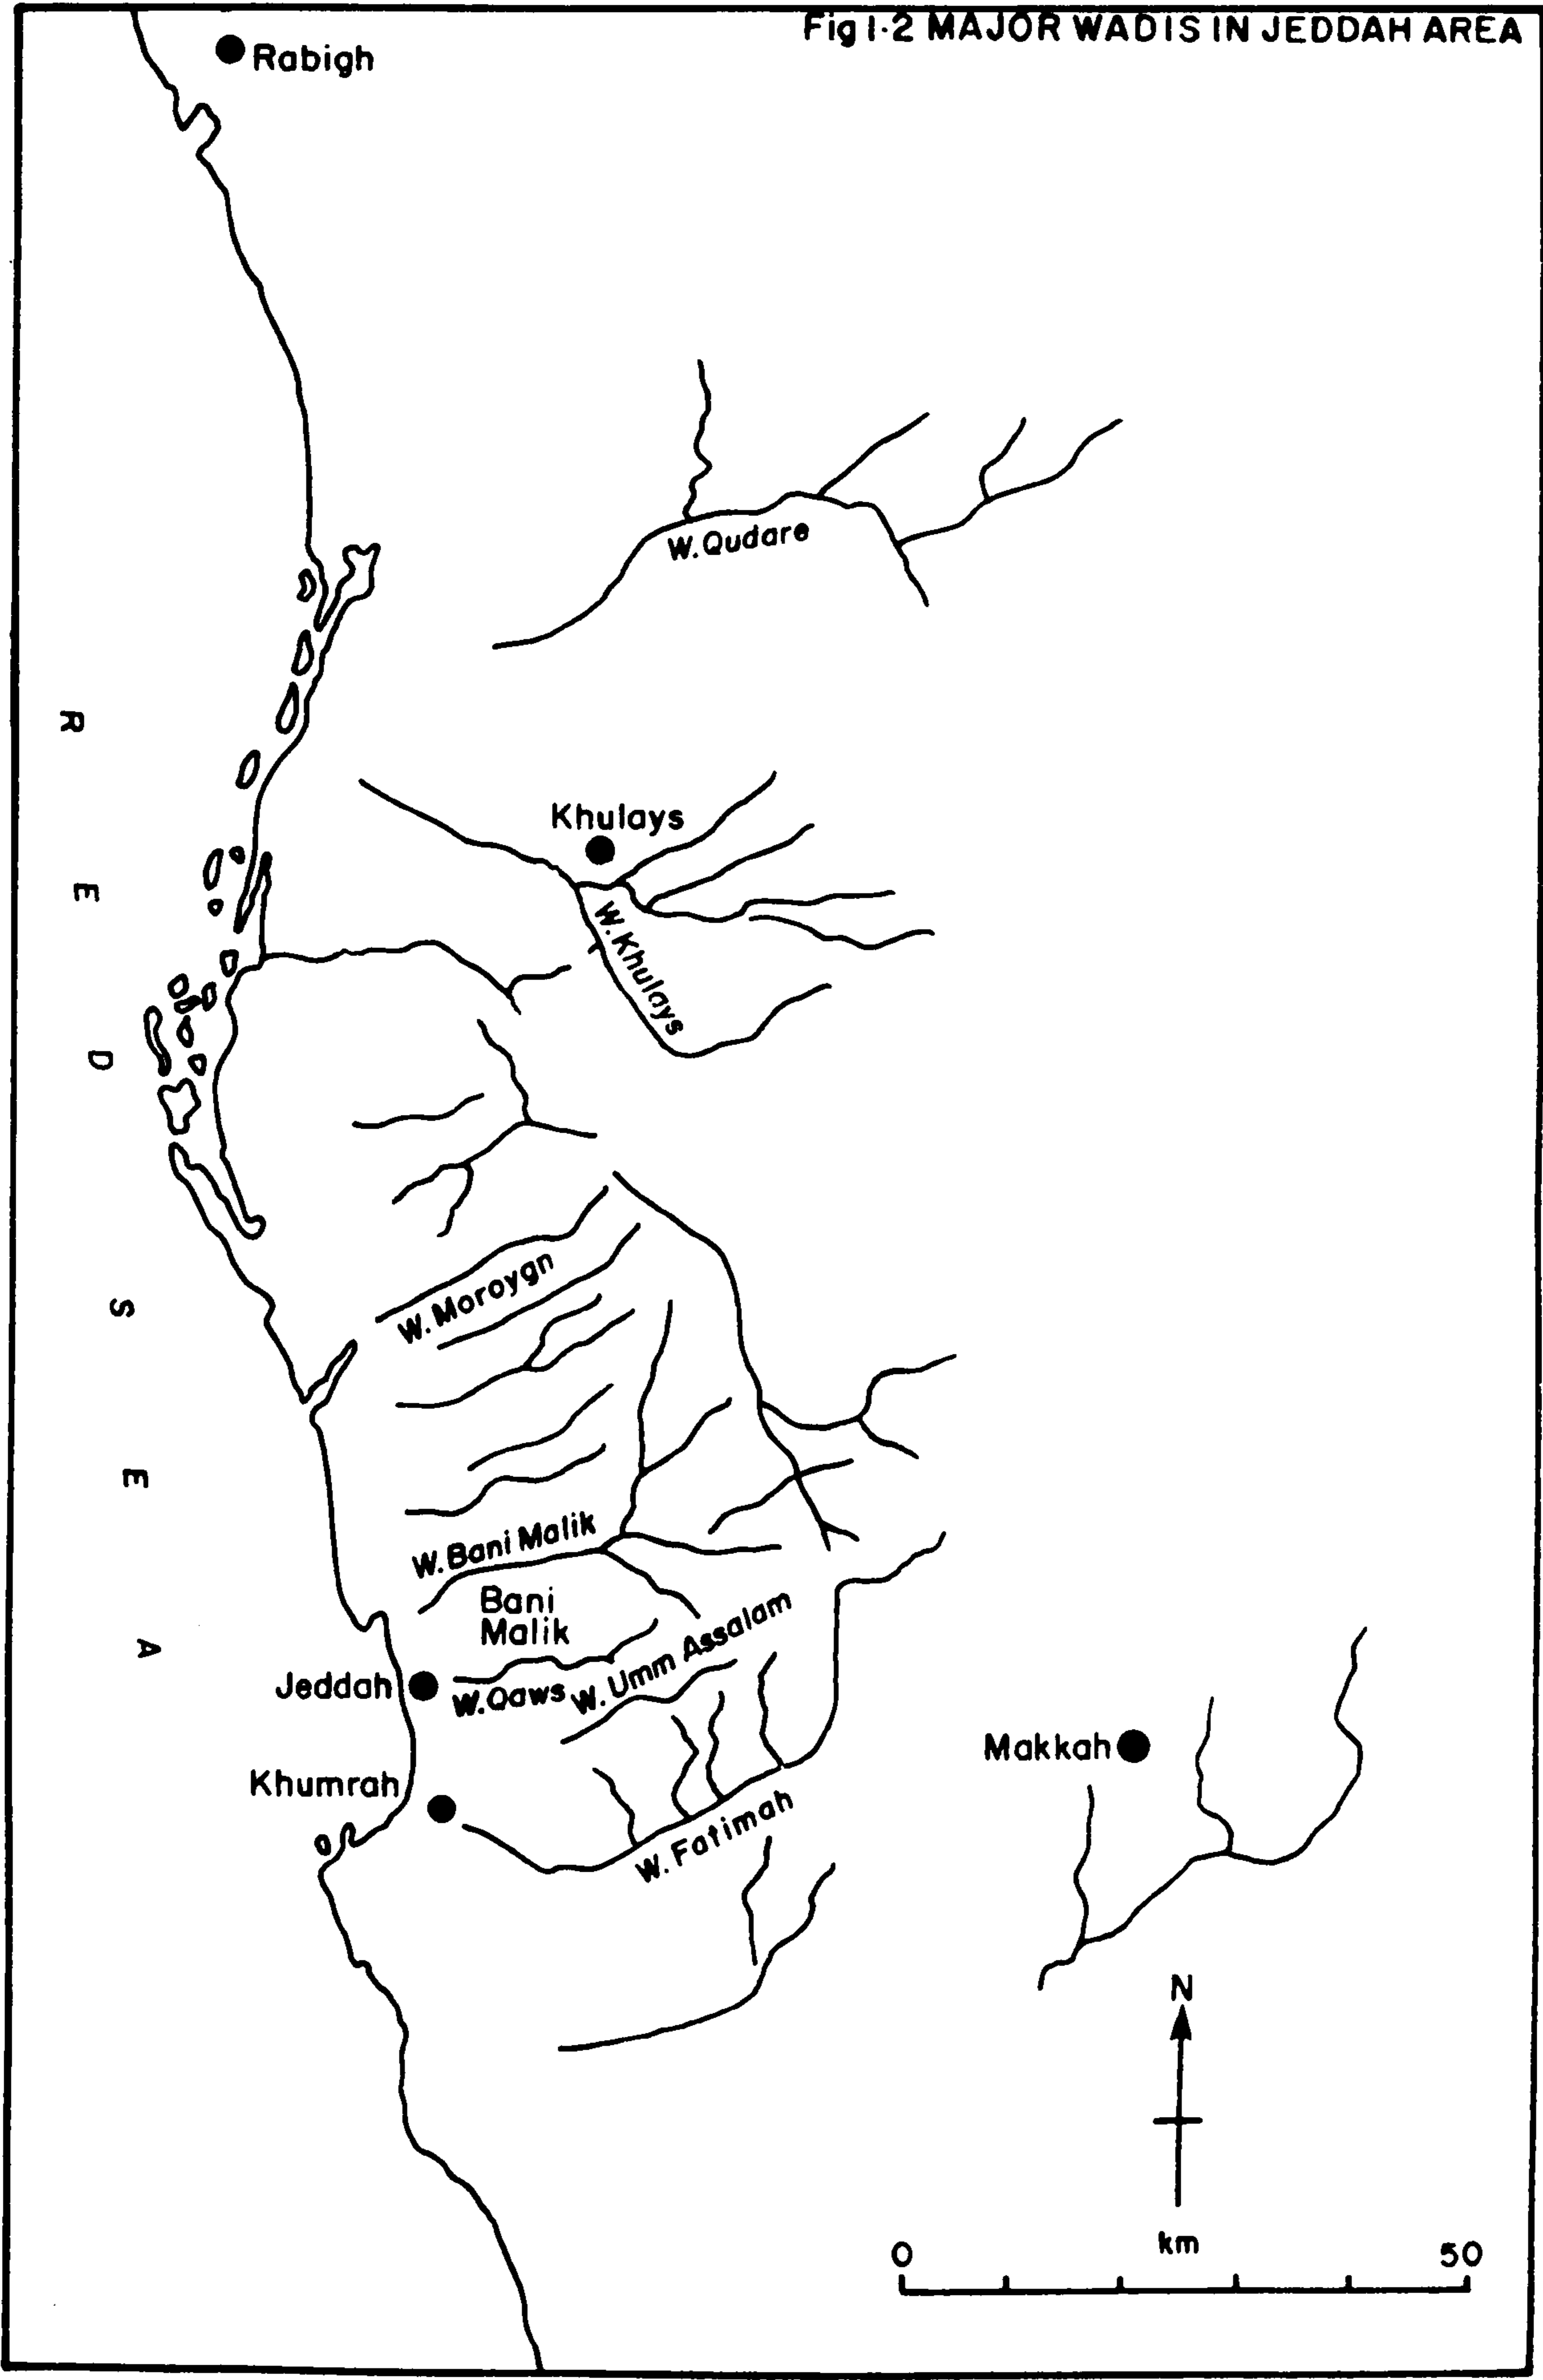 Fig 1·2 MAJOR WADIS IN JEDDAH AREA
Rabigh
W. Qudare
R E D S E A
Khulays
W. Khulays
W. Moroygn
W. Bani Malik
Bani
Malik
W. Umm Assalam
Jeddah
W. Qaws
Makkah
Khumrah
W. Fatimah
N
km
0 50